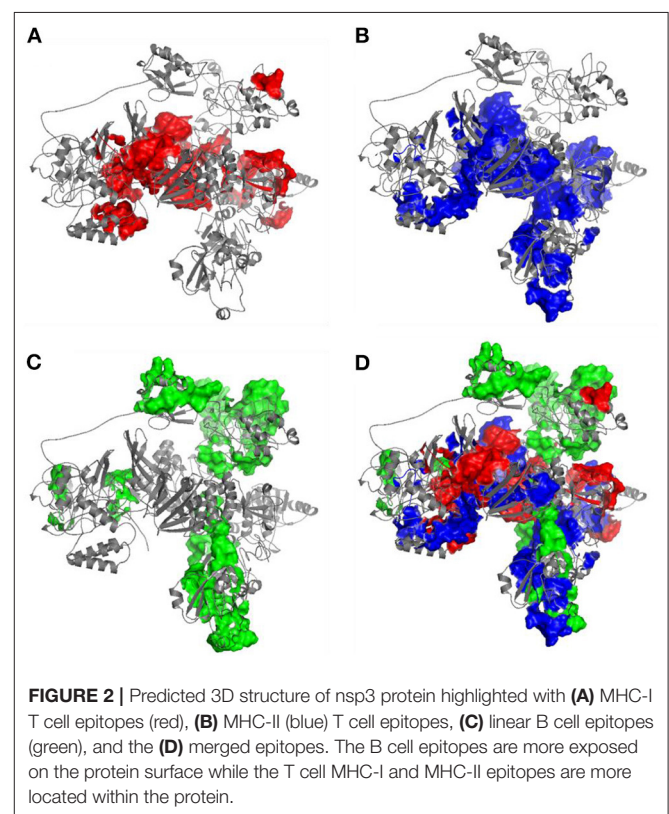 A
B
C
D
FIGURE 2 | Predicted 3D structure of nsp3 protein highlighted with (A) MHC-I
T cell epitopes (red), (B) MHC-II (blue) T cell epitopes, (C) linear B cell epitopes
(green), and the (D) merged epitopes. The B cell epitopes are more exposed
on the protein surface while the T cell MHC-I and MHC-II epitopes are more
located within the protein.